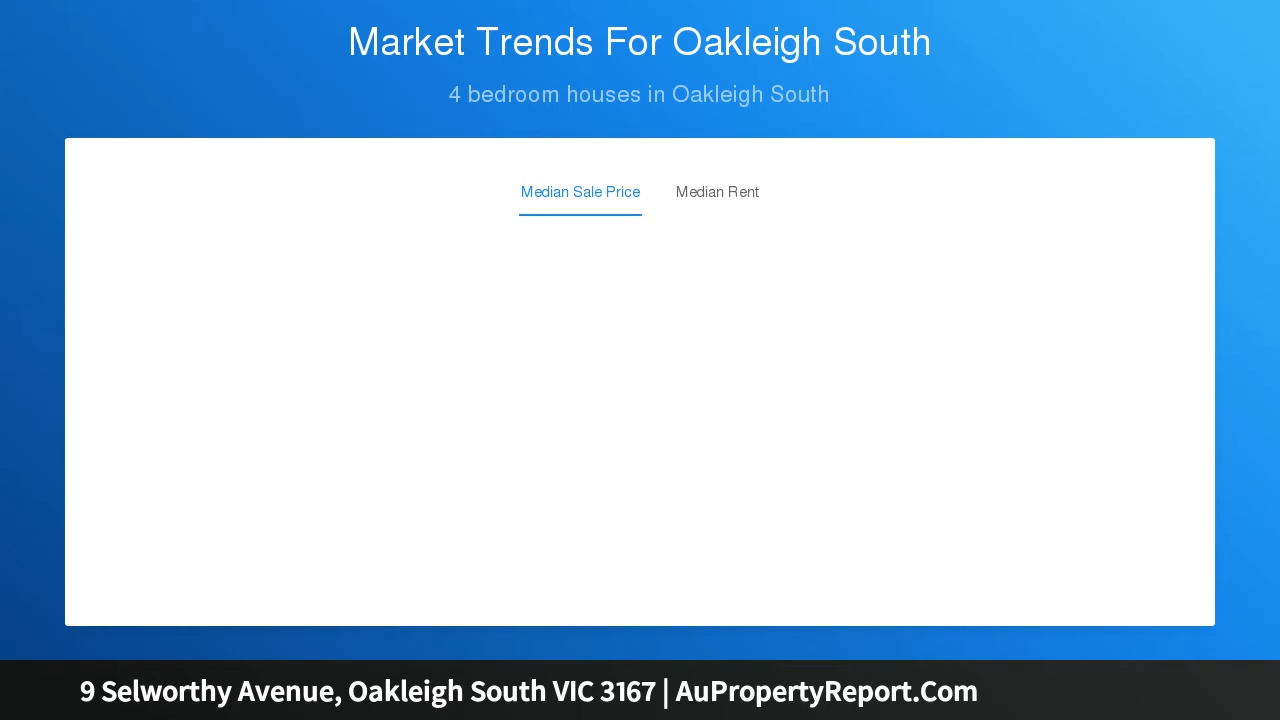 Market Trends For Oakleigh South
4 bedroom houses in Oakleigh South
Median Sale Price Median Rent
9 Selworthy Avenue, Oakleigh South VIC 3167 | AuPropertyReport.Com